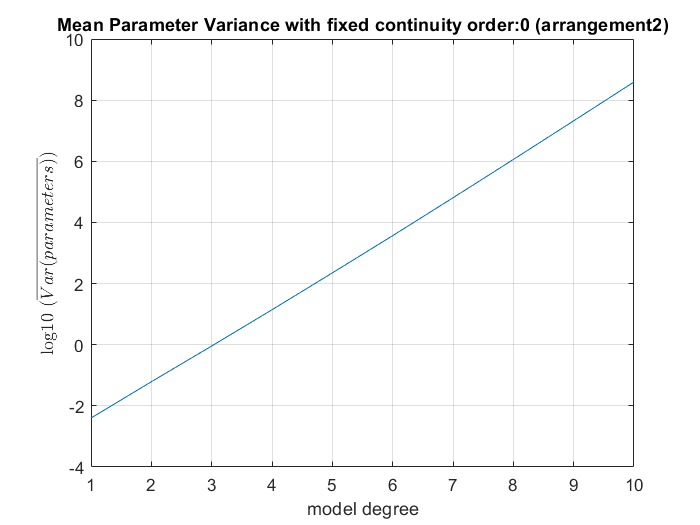 Mean Parameter Variance with fixed continuity order:0 (arrangement2)
10
8
6
4
2
0
-2
-4
log10 (Var(parameters))
1 2 3 4 5 6 7 8 9 10
model degree